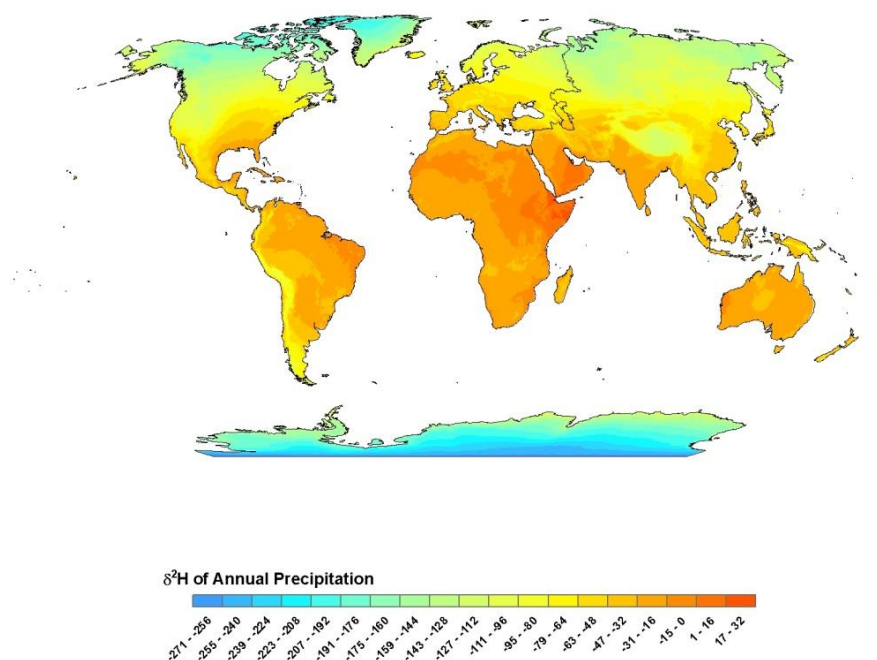 δ²H of Annual Precipitation
-271 - -256
-255 - -240
-239 - -224
-223 - -208
-207 - -192
-191 - -176
-175 - -160
-159 - -144
-143 - -128
-127 - -112
-111 - -96
-95 - -80
-79 - -64
-63 - -48
-47 - -32
-31 - -16
-15 - 0
1 - 16
17 - 32